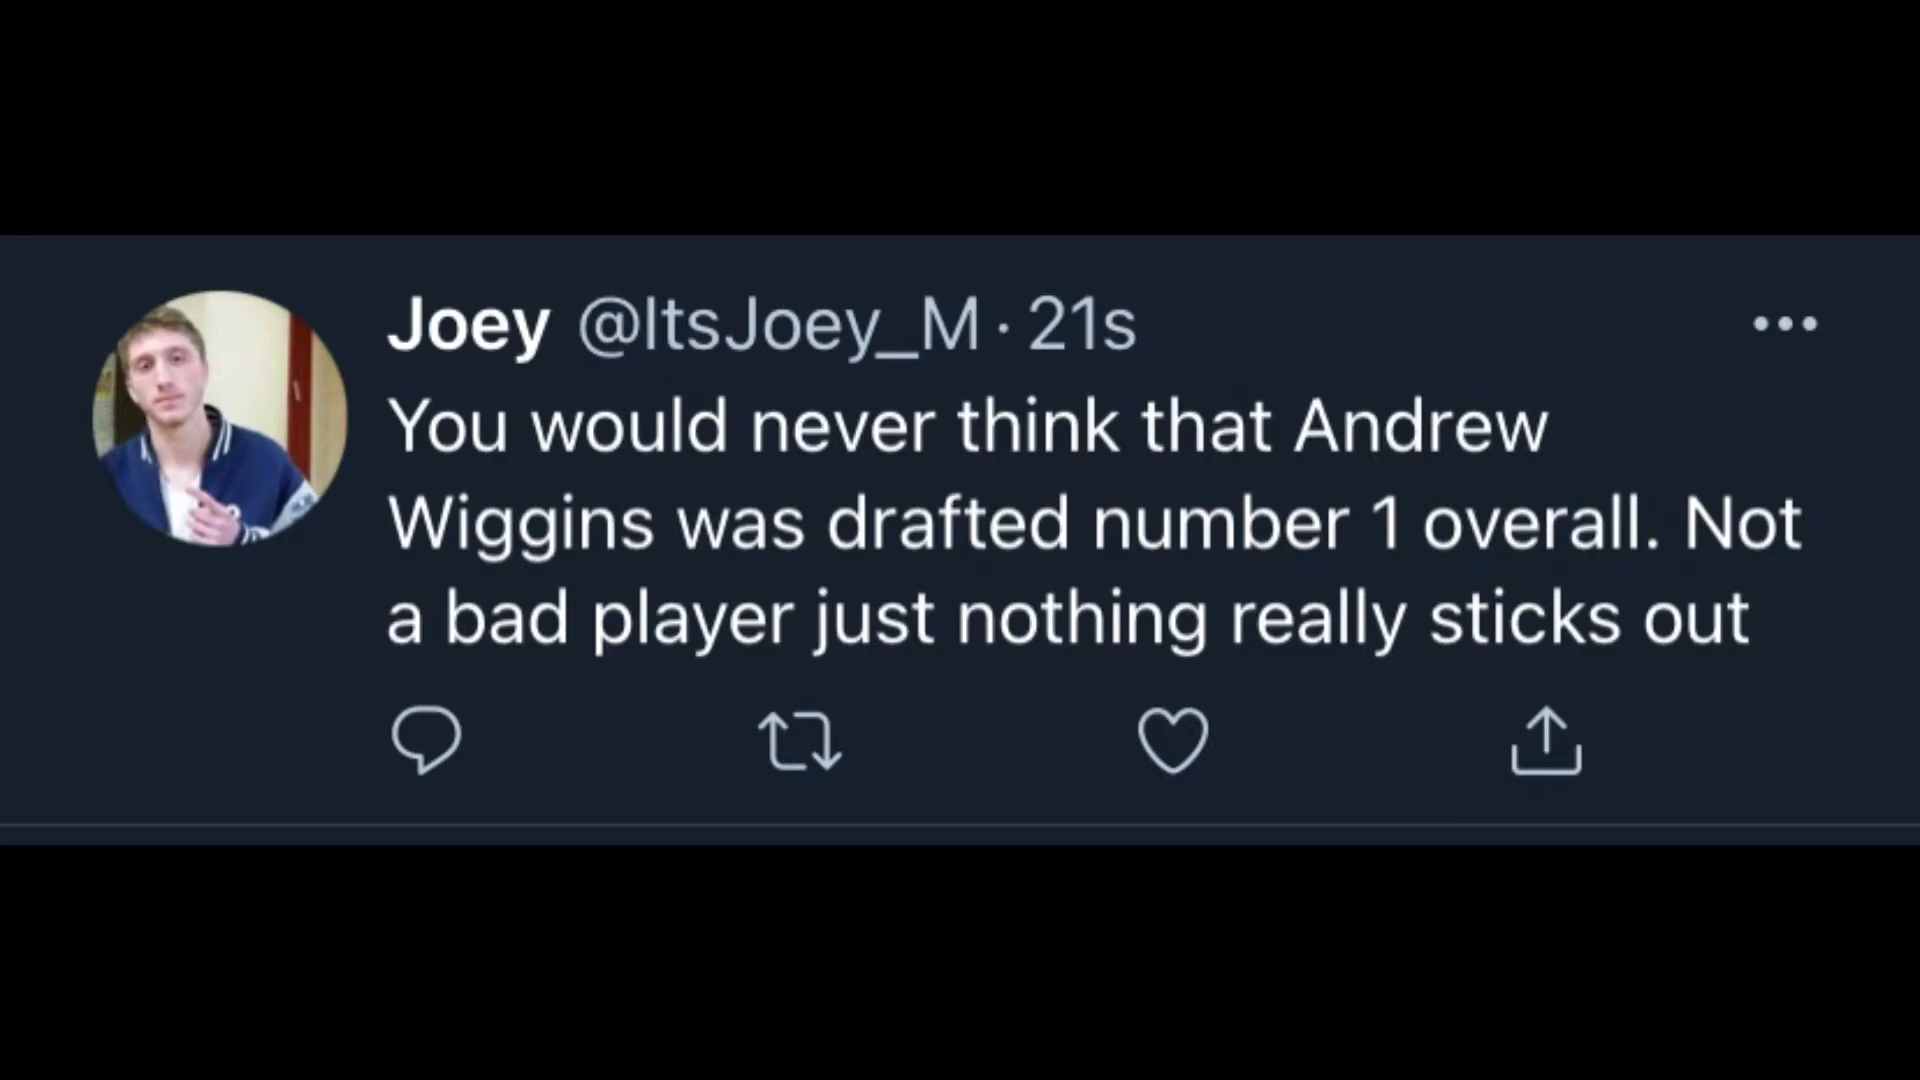 Joey @ItsJoey_M · 21s
You would never think that Andrew
Wiggins was drafted number 1 overall. Not
a bad player just nothing really sticks out